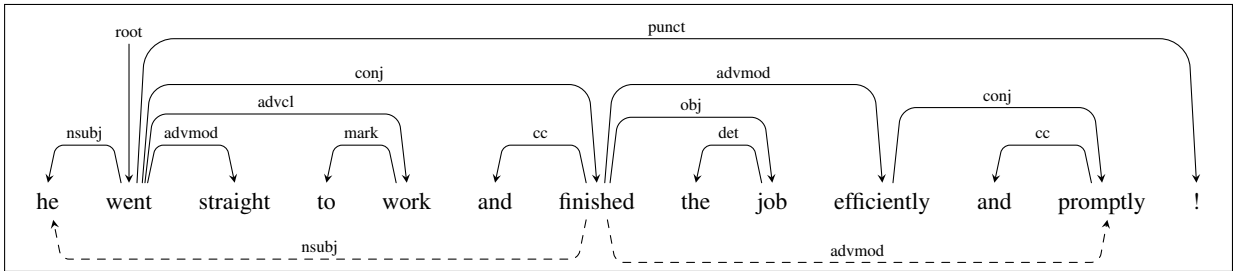 root
punct
conj
advmod
advcl
obj
conj
nsubj
advmod
mark
cc
det
cc
he went straight to work and finished the job efficiently and promptly !
nsubj
advmod